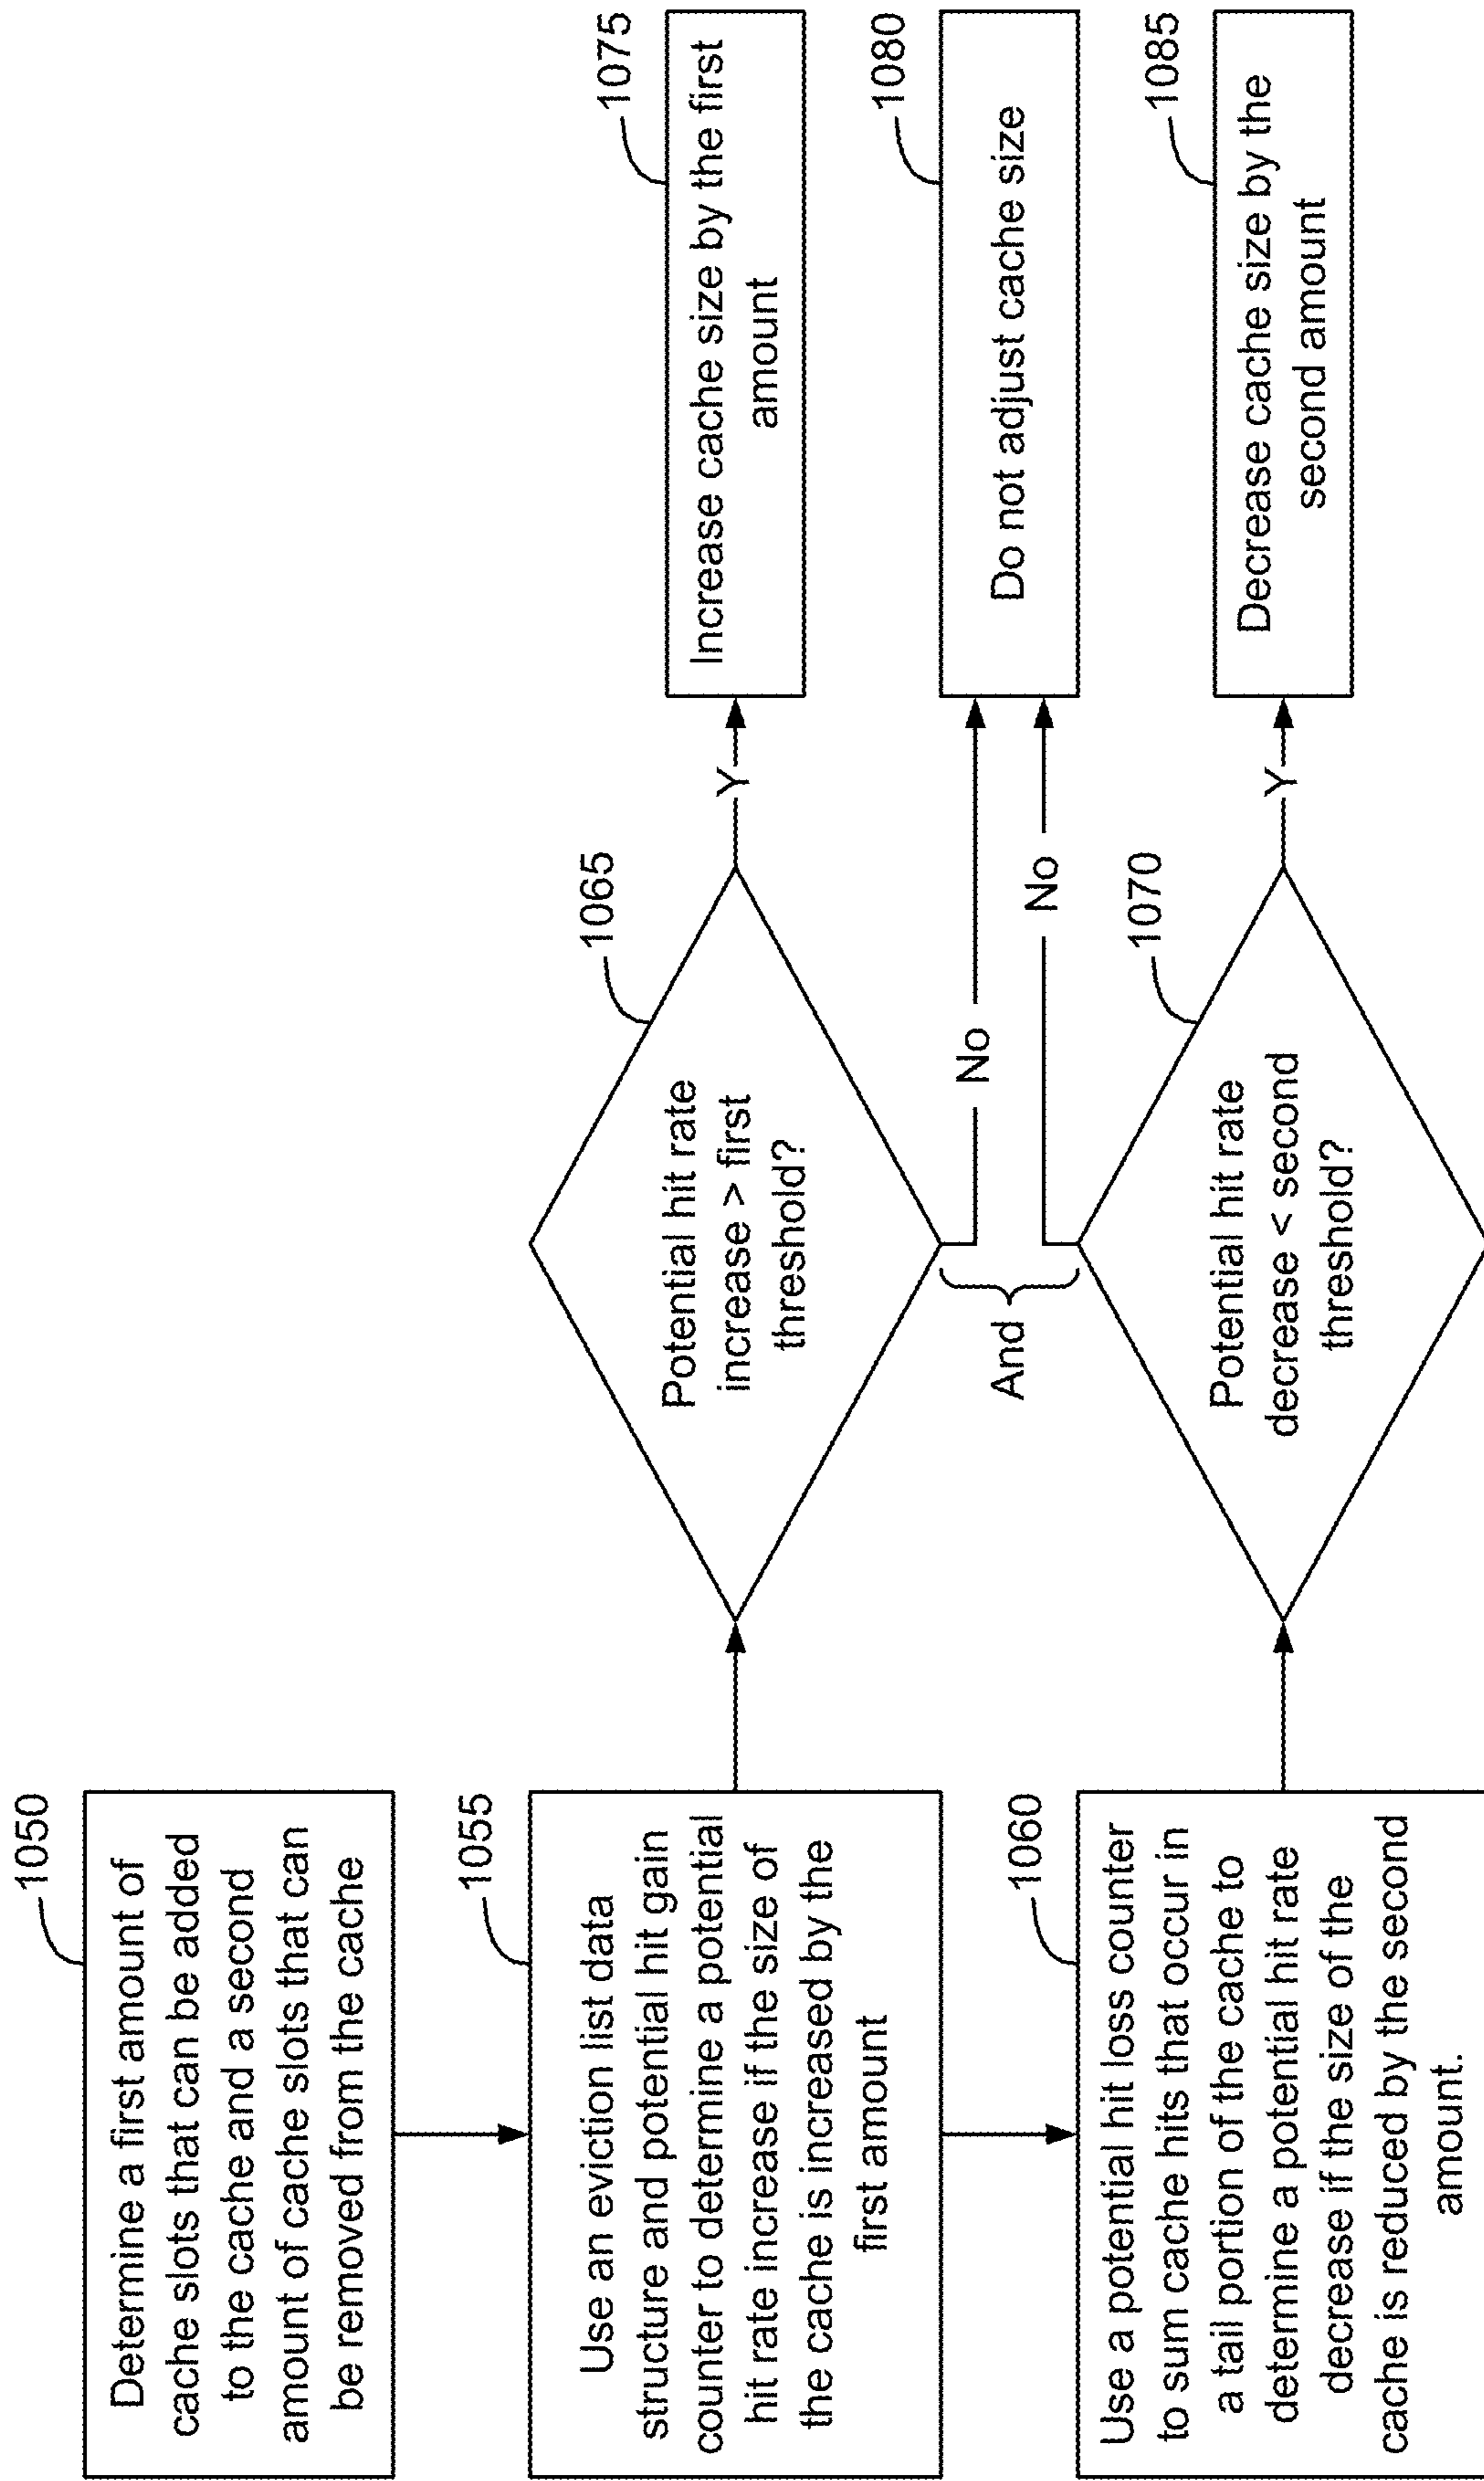 1050
Determine a first amount of
cache slots that can be added
to the cache and a second
amount of cache slots that can
be removed from the cache
1055
Use an eviction list data
structure and potential hit gain
counter to determine a potential
hit rate increase if the size of
the cache is increased by the
first amount
1065
Potential hit rate
increase > first
threshold?
Y
1075
Increase cache size by the first
amount
And
No
No
1080
Do not adjust cache size
1060
Use a potential hit loss counter
to sum cache hits that occur in
a tail portion of the cache to
determine a potential hit rate
decrease if the size of the
cache is reduced by the second
amount.
1070
Potential hit rate
decrease < second
threshold?
Y
1085
Decrease cache size by the
second amount